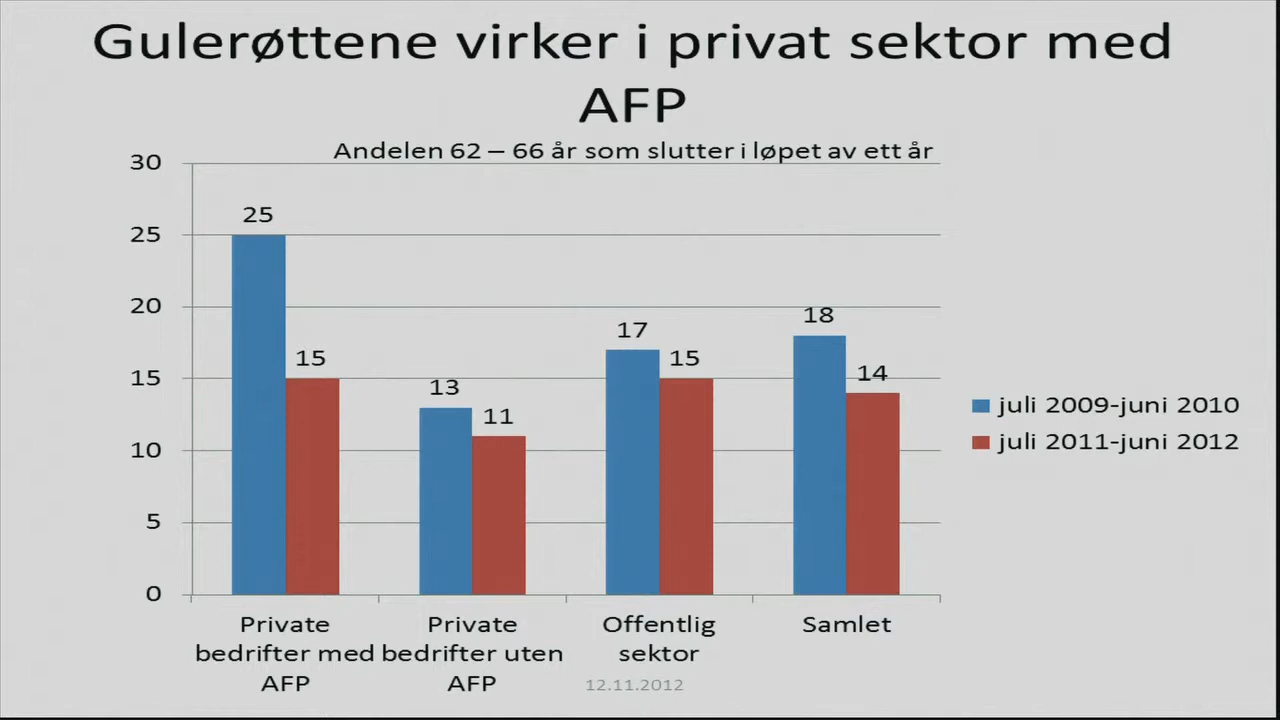 Gulerøttene virker i privat sektor med
AFP
Andelen 62 – 66 år som slutter i løpet av ett år
30
25
20
15
10
5
0
25
15
13
11
17
15
18
14
juli 2009-juni 2010
juli 2011-juni 2012
Private
bedrifter med
AFP
Private
bedrifter uten
AFP
Offentlig
sektor
Samlet
12.11.2012